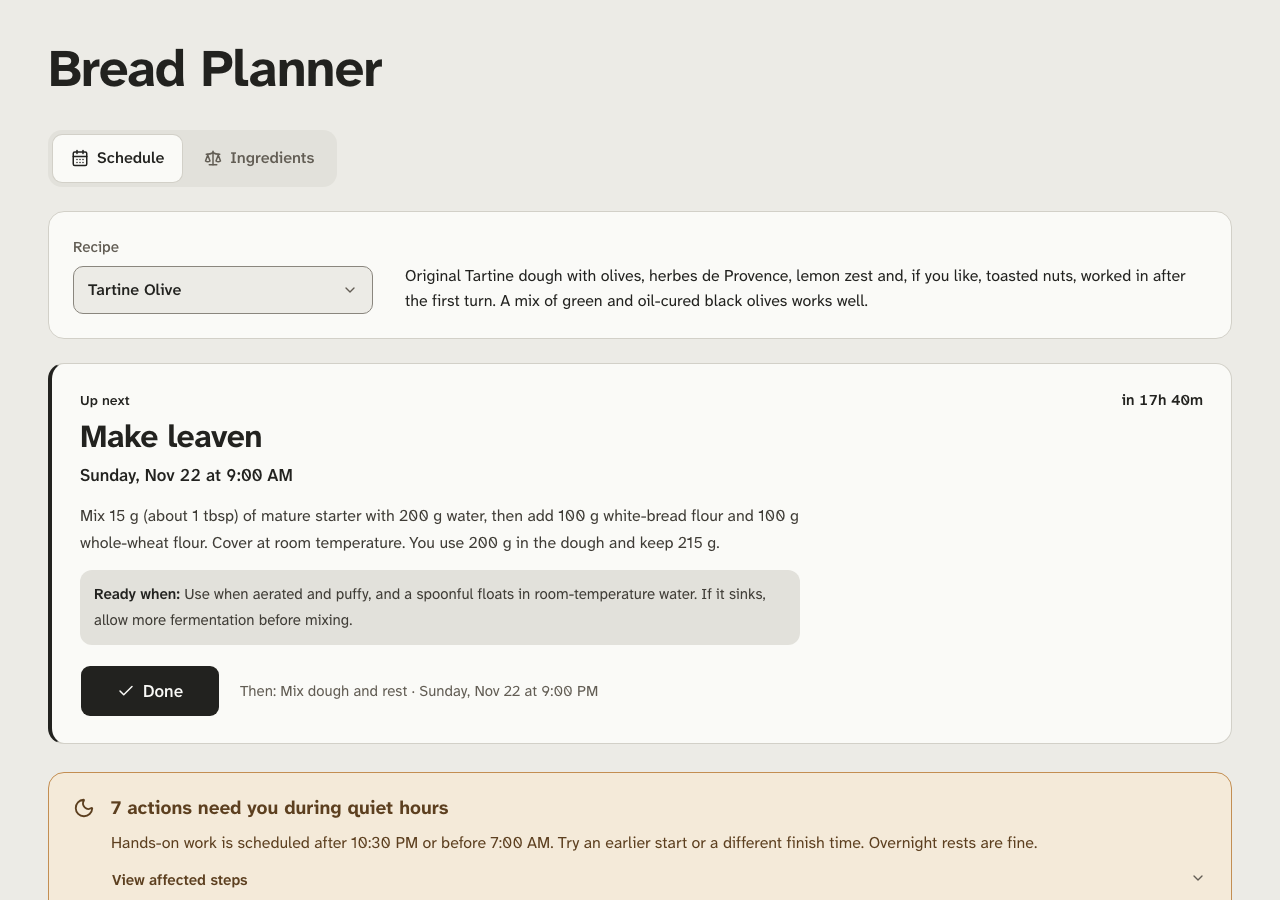 Bread Planner
Schedule
Ingredients
Recipe
Tartine Olive
Original Tartine dough with olives, herbes de Provence, lemon zest and, if you like, toasted nuts, worked in after
the first turn. A mix of green and oil-cured black olives works well.
Up next
in 17h 40m
Make leaven
Sunday, Nov 22 at 9:00 AM
Mix 15 g (about 1 tbsp) of mature starter with 200 g water, then add 100 g white-bread flour and 100 g
whole-wheat flour. Cover at room temperature. You use 200 g in the dough and keep 215 g.
Ready when: Use when aerated and puffy, and a spoonful floats in room-temperature water. If it sinks,
allow more fermentation before mixing.
Done
Then: Mix dough and rest · Sunday, Nov 22 at 9:00 PM
7 actions need you during quiet hours
Hands-on work is scheduled after 10:30 PM or before 7:00 AM. Try an earlier start or a different finish time. Overnight rests are fine.
View affected steps